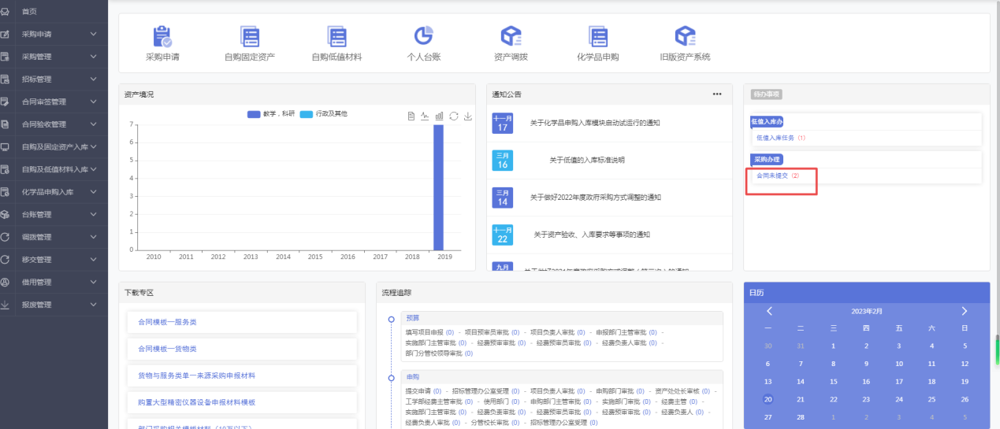 首页
采购申请
采购管理
招标管理
合同审签管理
合同验收管理
自购及固定资产入库
自购及低值材料入库
化学品申购入库
台账管理
调拨管理
移交管理
借用管理
报废管理
采购申请
自购固定资产
自购低值材料
个人台账
资产调拨
化学品申购
旧版资产系统
资产情况
教学，科研
行政及其他
7
6
5
4
3
2
1
0
2010 2011 2012 2013 2014 2015 2016 2017 2018 2019
通知公告
十一月
17
关于化学品申购入库模块启动试运行的通知
三月
16
关于低值的入库标准说明
三月
14
关于做好2022年度政府采购方式调整的通知
十一月
22
关于资产验收、入库要求等事项的通知
九月
待办事项
低值入库办
低值入库任务 (1)
采购办理
合同未提交 (2)
下载专区
合同模板一服务类
合同模板一货物类
货物与服务类单一来源采购申报材料
购置大型精密仪器设备申报材料模板
部门采购相关模板材料（10万以下）
流程追踪
预算
填写项目申报 (0) - 项目预审员审批 (0) - 项目负责人审批 (0) - 申报部门主管审批 (0) -
实施部门主管审批 (0) - 经费预审审批 (0) - 经费预审员审批 (0) - 经费负责人审批 (0) -
部门分管校领导审批 (0)
申购
提交申请 (0) - 招标管理办公室受理 (0) - 项目负责人审批 (0) - 申购部门审批 (0) - 资产处处长审核 (0) -
工学部经费主管审批 (0) - 使用部门 (0) - 申购部门主管审批 (0) - 实施部门审批 (0) - 经费主管 (0) -
实施部门主管审批 (0) - 经费负责审批 (0) - 经费预审员审批 (0) - 经费预审审批 (0) - 经费负责人 (0) -
经费负责人审批 (0) - 分管校长审批 (0) - 招标管理办公室受理 (0)
日历
2023年2月
一 二 三 四 五 六 日
30 31 1 2 3 4 5
6 7 8 9 10 11 12
13 14 15 16 17 18 19
20 21 22 23 24 25 26
27 28 1 2 3 4 5